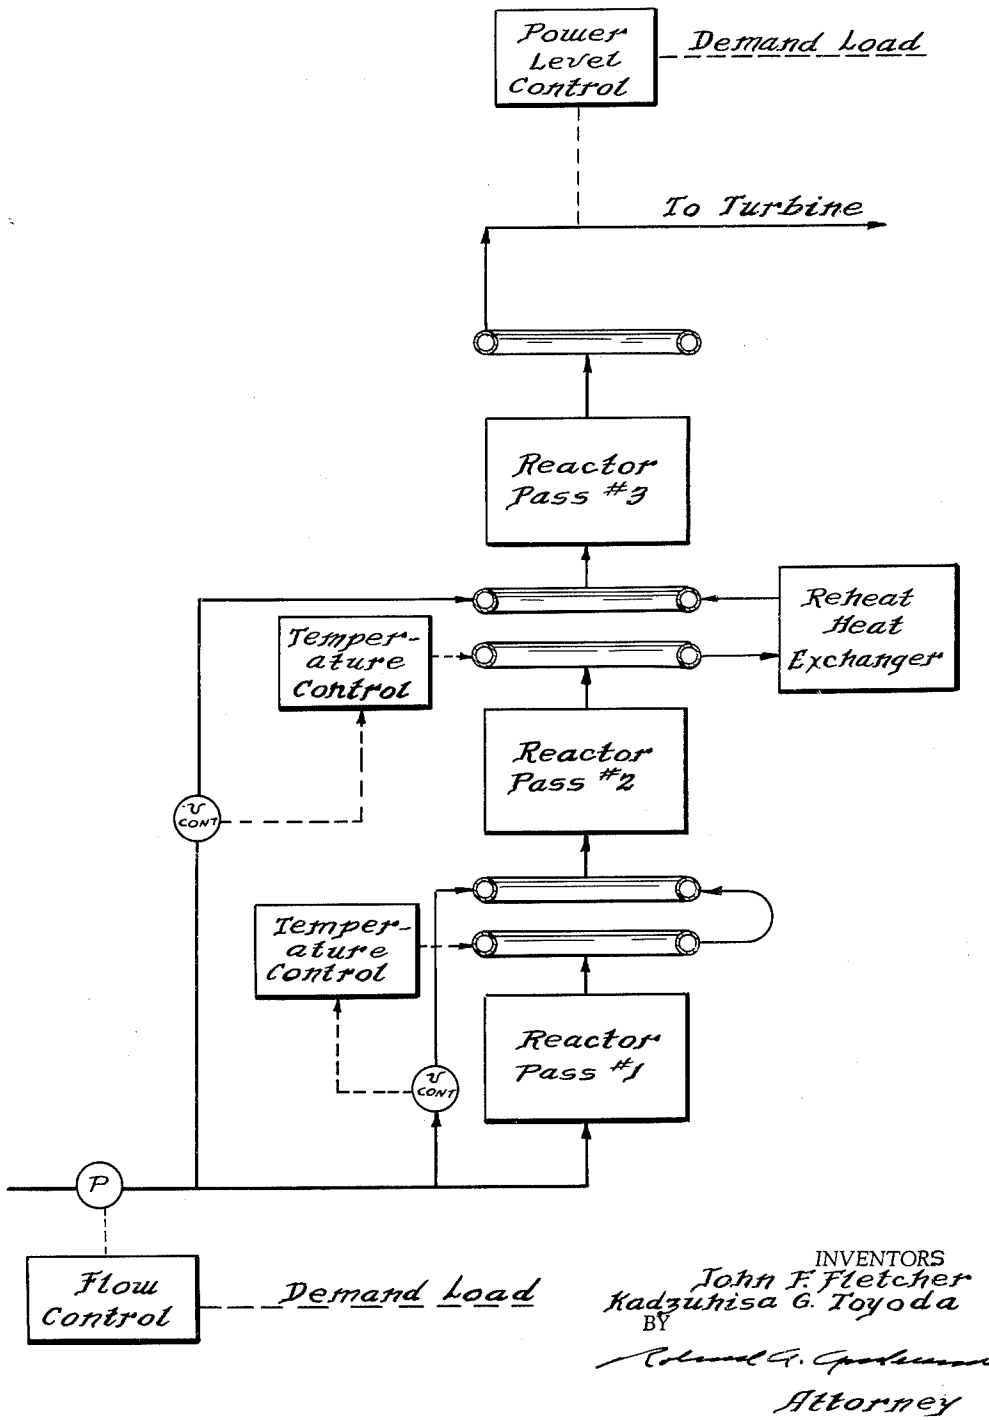 Power
Level
Control
Demand Load
To Turbine
Reactor
Pass #3
Reheat
Heat
Exchanger
Temper-
ature
Control
Reactor
Pass #2
V
CONT
Temper-
ature
Control
Reactor
Pass #1
V
CONT
P
Flow
Control
Demand Load
INVENTORS
John F. Fletcher
Kadzuhisa G. Toyoda
BY
Attorney